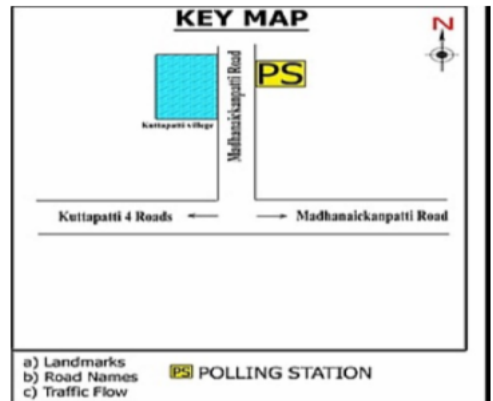 KEY MAP
N
Madhanaickanpatti Road
PS
Kuttapatti village
Kuttapatti 4 Roads
Madhanaickanpatti Road
a) Landmarks
b) Road Names
c) Traffic Flow
PS POLLING STATION